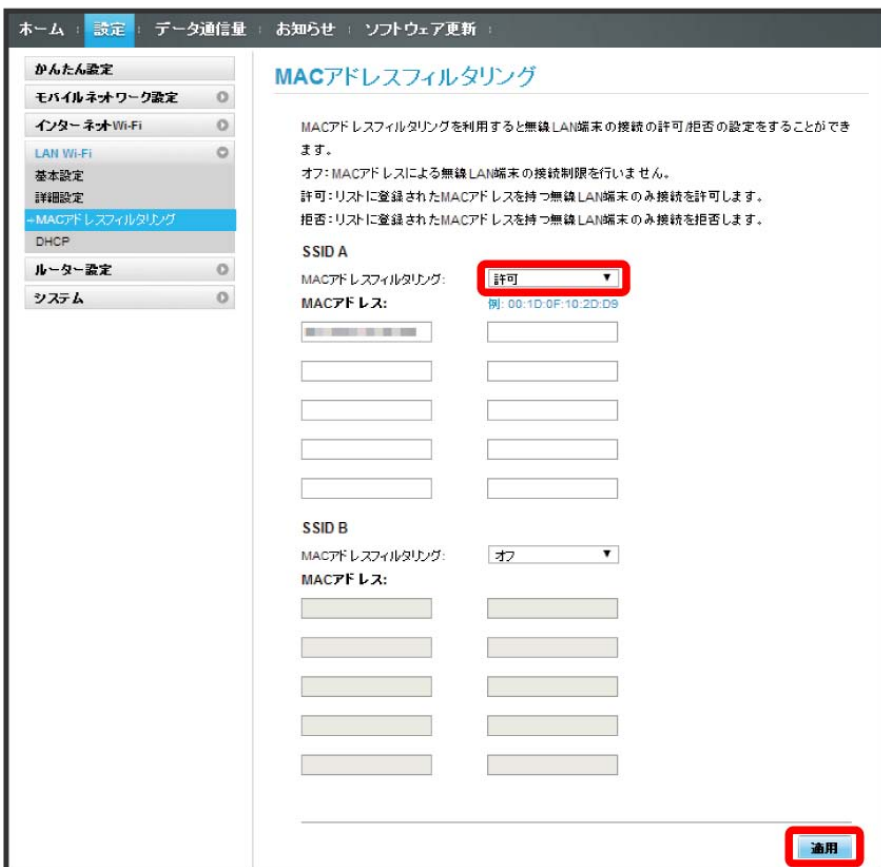 ホーム 設定 データ通信量 お知らせ ソフトウェア更新
かんたん設定
モバイルネットワーク設定
インターネットWi-Fi
LAN Wi-Fi
基本設定
詳細設定
MACアドレスフィルタリング
DHCP
ルーター設定
システム
MACアドレスフィルタリング
MACアドレスフィルタリングを利用すると無線LAN端末の接続の許可/拒否の設定をすることができ
ます。
オフ:MACアドレスによる無線LAN端末の接続制限を行いません。
許可:リストに登録されたMACアドレスを持つ無線LAN端末のみ接続を許可します。
拒否:リストに登録されたMACアドレスを持つ無線LAN端末のみ接続を拒否します。
SSID A
MACアドレスフィルタリング: 許可
MACアドレス: 例: 00:1D:0F:10:2D:D9
SSID B
MACアドレスフィルタリング: オフ
MACアドレス:
適用